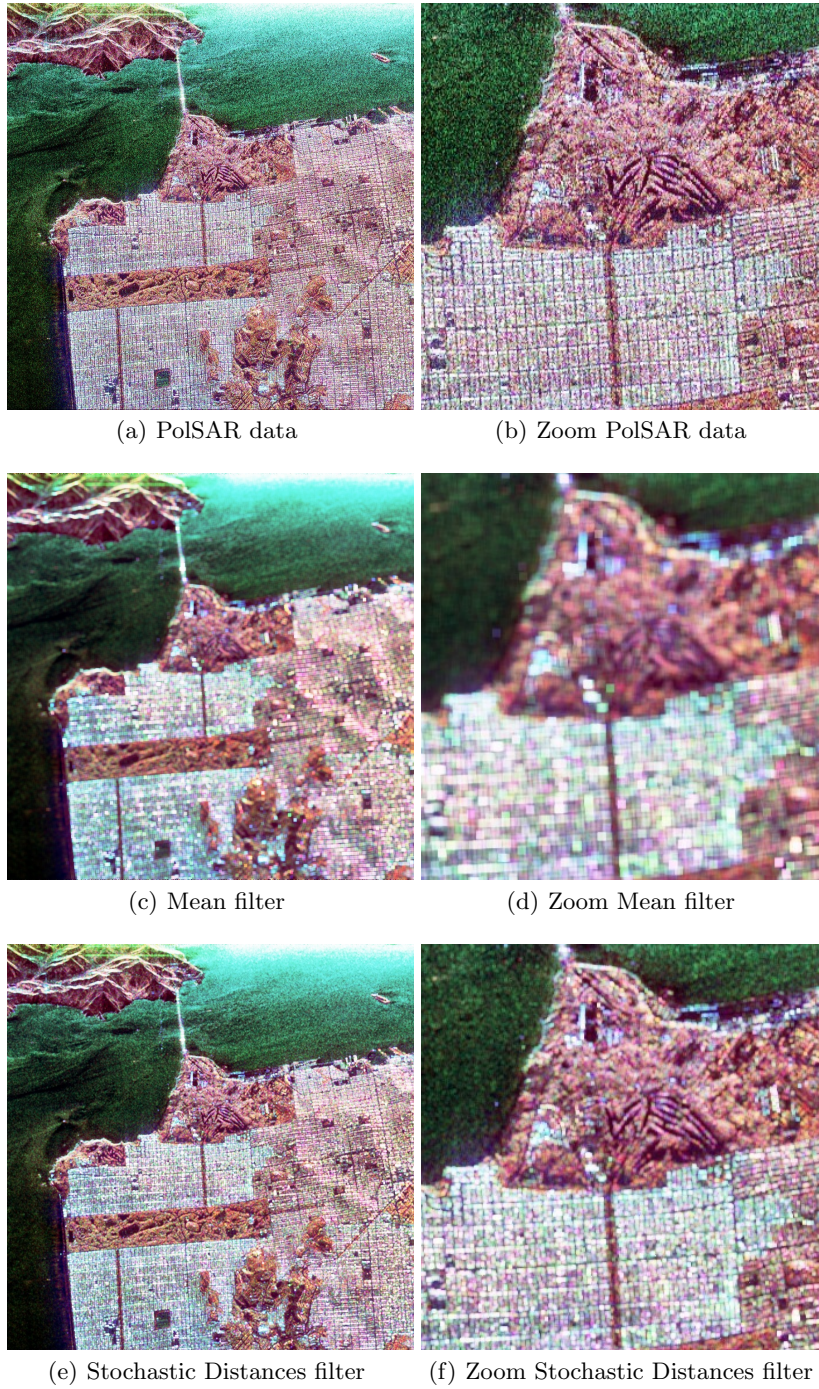 (a) PolSAR data
(b) Zoom PolSAR data
(c) Mean filter
(d) Zoom Mean filter
(e) Stochastic Distances filter
(f) Zoom Stochastic Distances filter